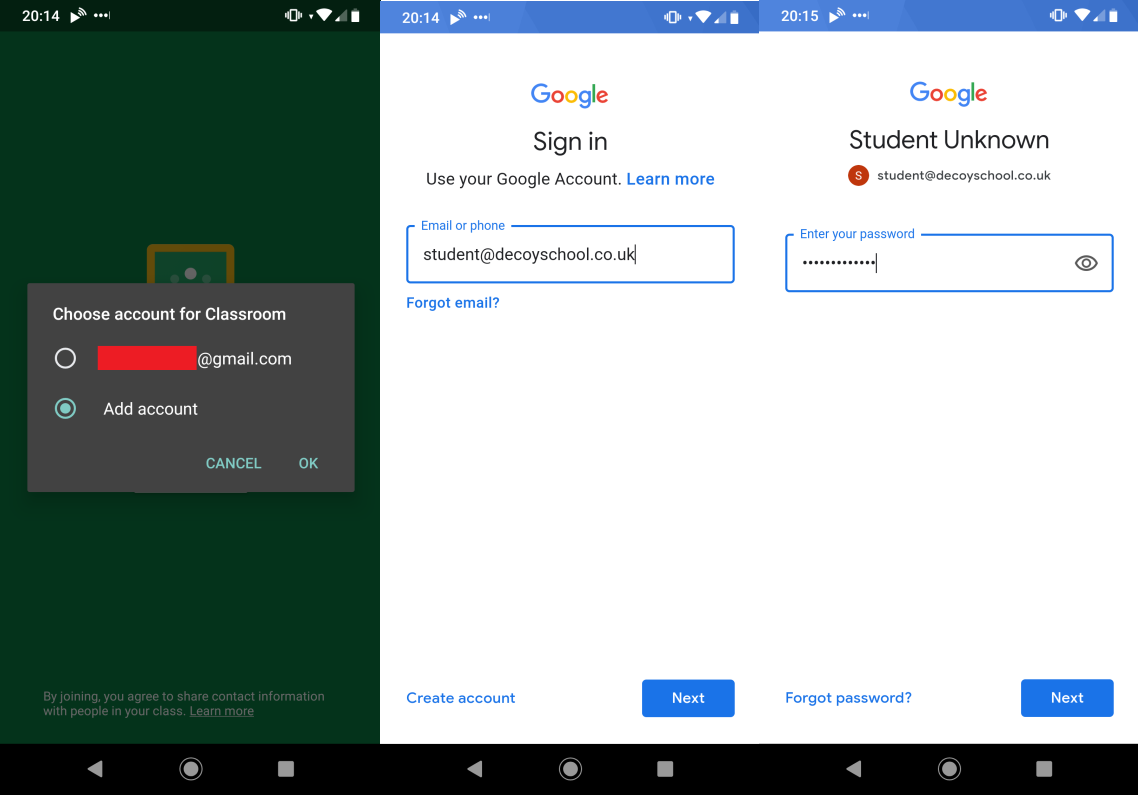 20:14
Choose account for Classroom
@gmail.com
Add account
CANCEL OK
By joining, you agree to share contact information
with people in your class. Learn more
20:14
Google
Sign in
Use your Google Account. Learn more
Email or phone
student@decoyschool.co.uk
Forgot email?
Create account Next
20:15
Google
Student Unknown
S student@decoyschool.co.uk
Enter your password
•••••••••••••
Forgot password? Next